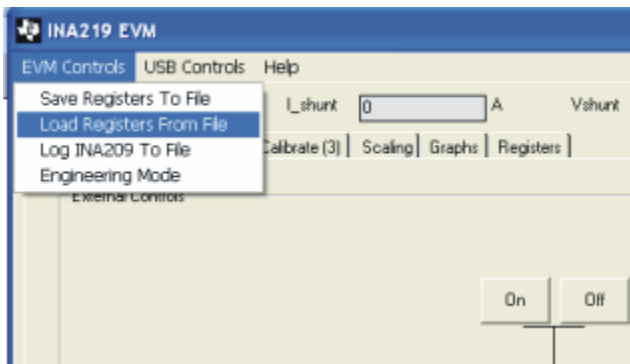 INA219 EVM
EVM Controls USB Controls Help
Save Registers To File
I_shunt 0 A Vshunt
Load Registers From File
Log INA209 To File
Calibrate (3) Scaling Graphs Registers
Engineering Mode
External Controls
On Off